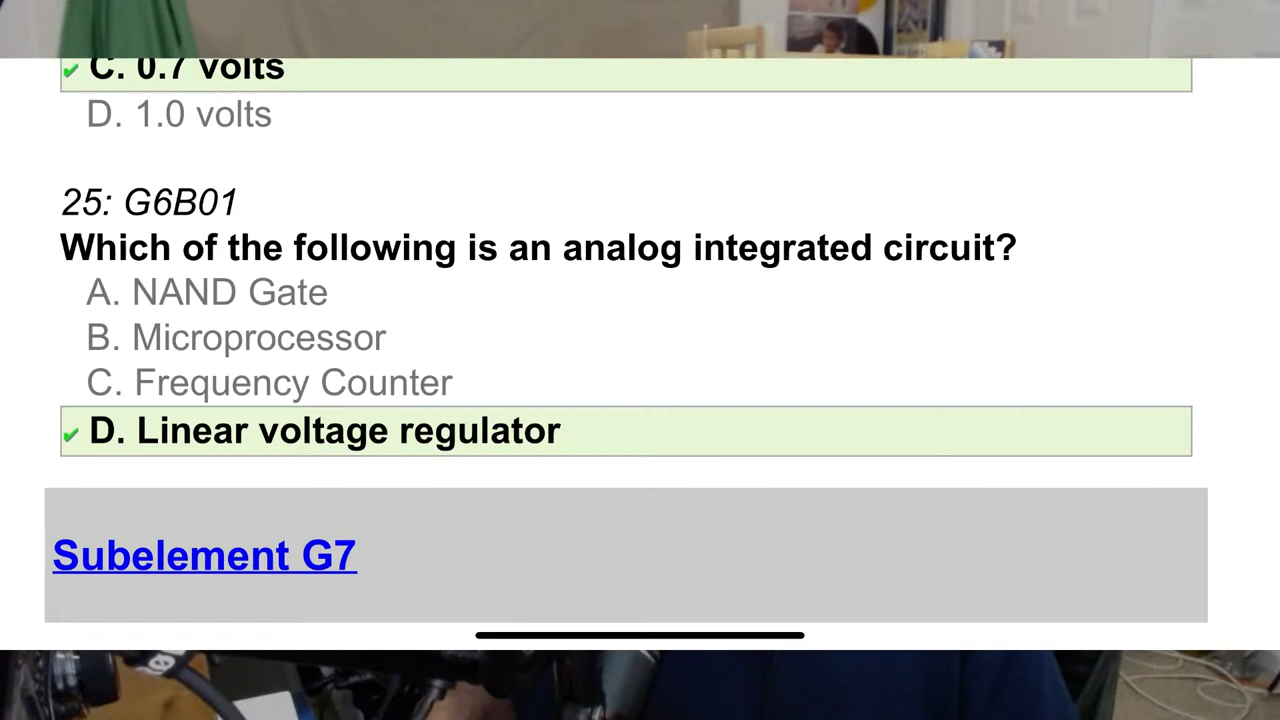 ✔ C. 0.7 volts
D. 1.0 volts
25: G6B01
Which of the following is an analog integrated circuit?
A. NAND Gate
B. Microprocessor
C. Frequency Counter
✔ D. Linear voltage regulator
Subelement G7